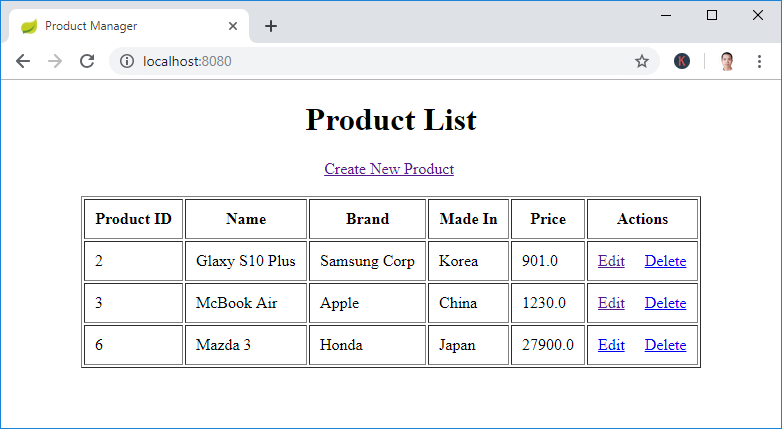 Product Manager
localhost:8080
K
Product List
Create New Product
Product ID Name Brand Made In Price Actions
2 Glaxy S10 Plus Samsung Corp Korea 901.0 Edit Delete
3 McBook Air Apple China 1230.0 Edit Delete
6 Mazda 3 Honda Japan 27900.0 Edit Delete